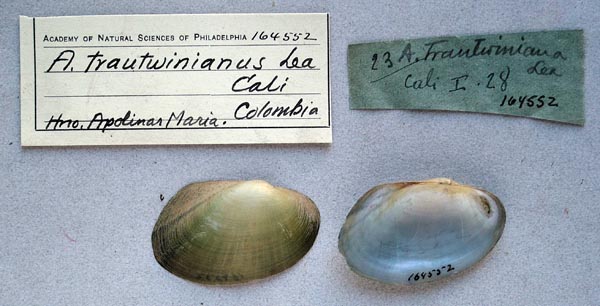 ACADEMY OF NATURAL SCIENCES OF PHILADELPHIA 164552
A. trautwinianus Lea
Cali
Hno. Apolinar Maria. Colombia
23 A. Trautwiniana
Lea
Cali I. 28
164552
164552